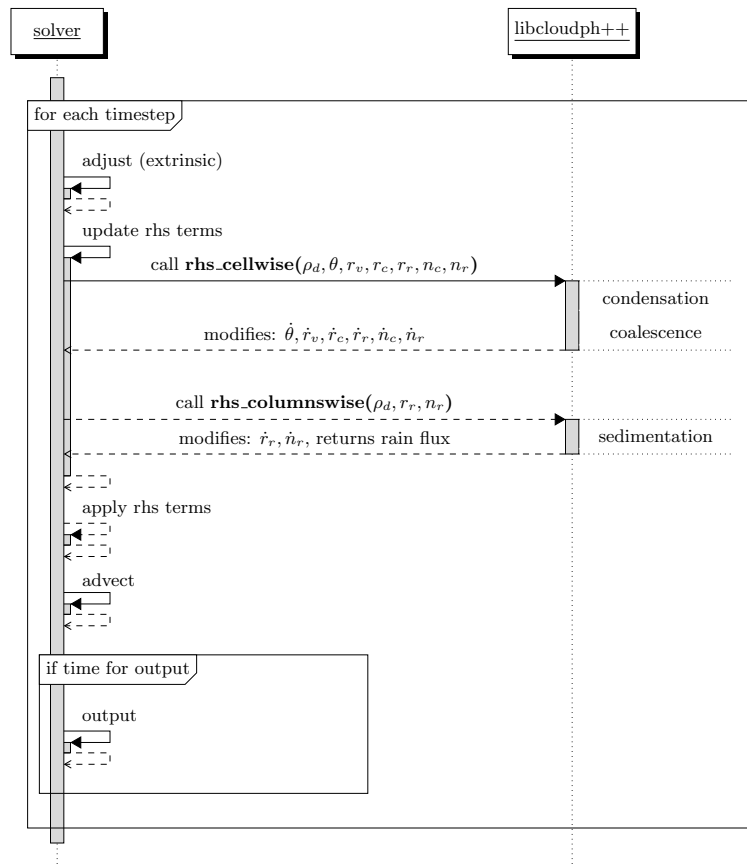 solver
libcloudph++
for each timestep
adjust (extrinsic)
update rhs terms
call rhs_cellwise(ρ_d, θ, r_v, r_c, r_r, n_c, n_r)
condensation
modifies: θ̇, ṙ_v, ṙ_c, ṙ_r, ṅ_c, ṅ_r
coalescence
call rhs_columnswise(ρ_d, r_r, n_r)
modifies: ṙ_r, ṅ_r, returns rain flux
sedimentation
apply rhs terms
advect
if time for output
output